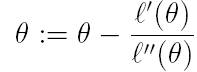 θ := θ − ℓ′(θ) / ℓ″(θ)